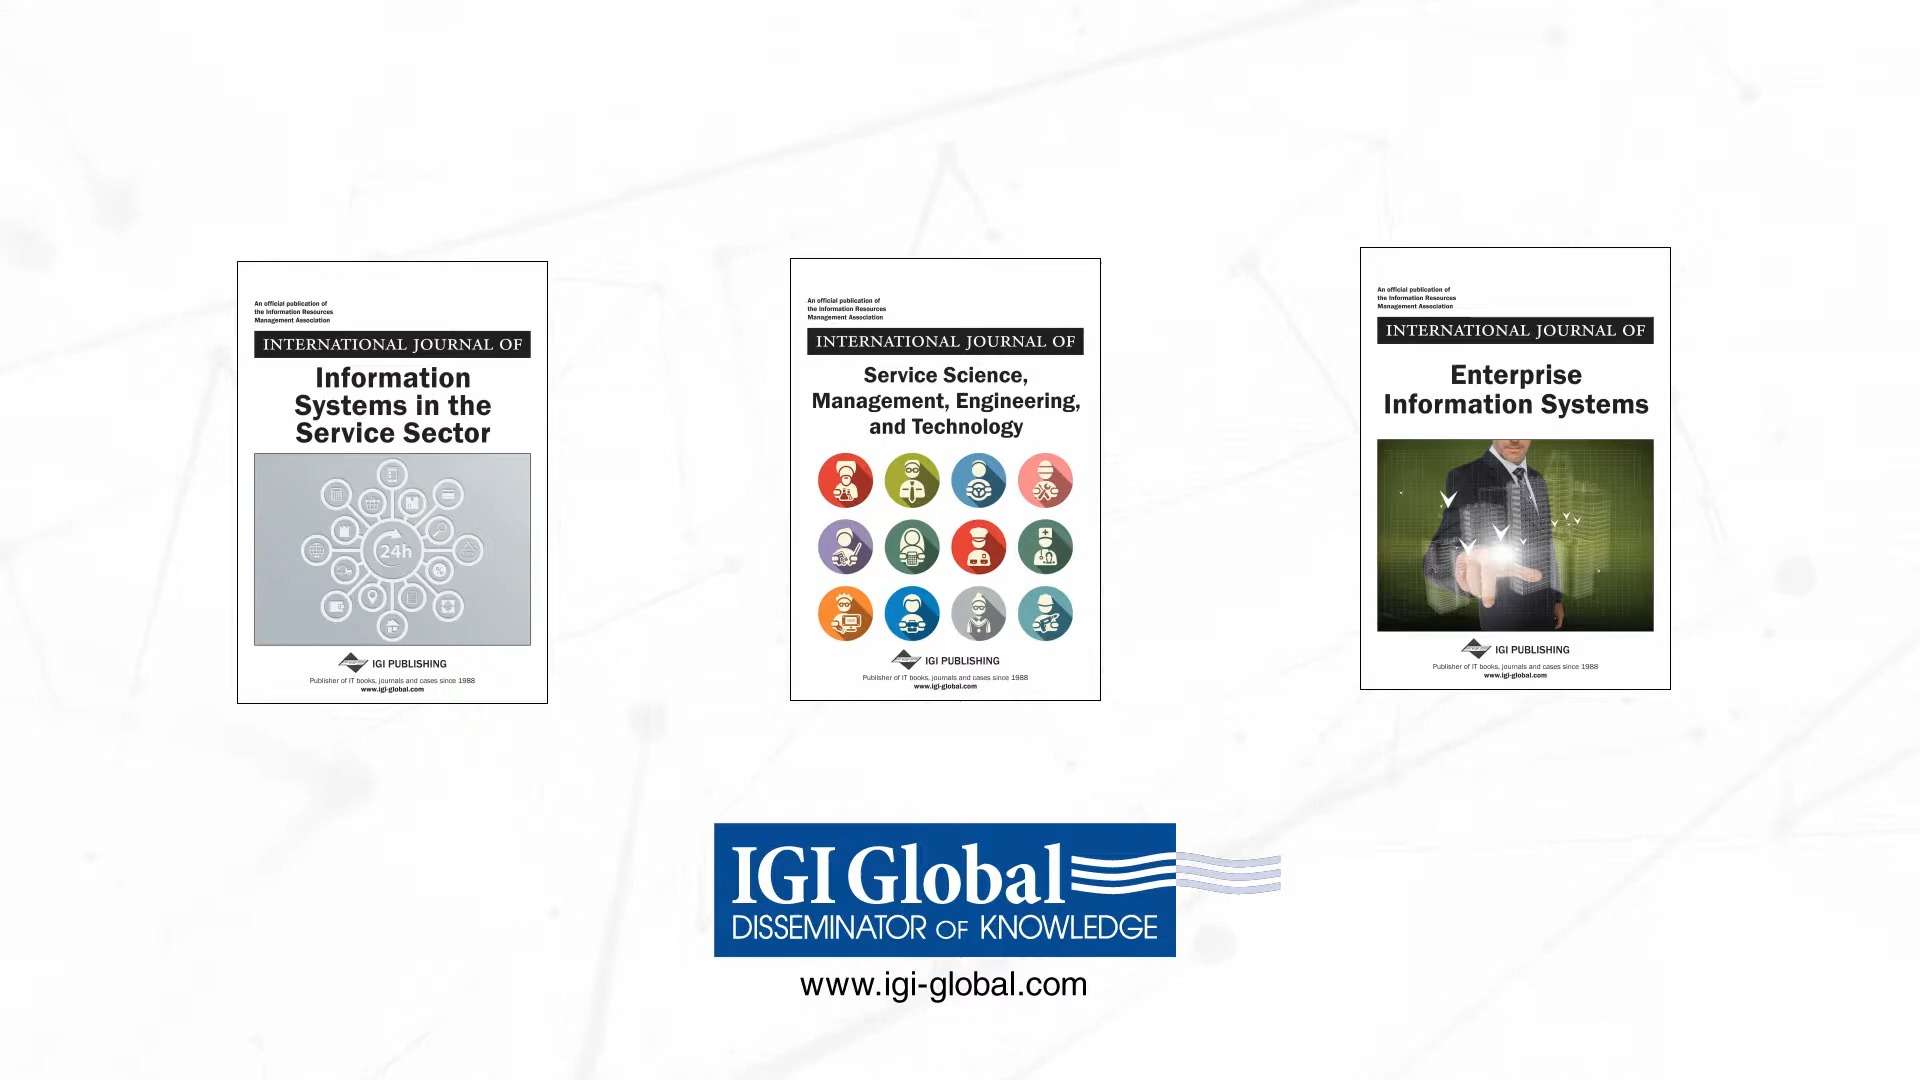 An official publication of
the Information Resources
Management Association
INTERNATIONAL JOURNAL OF
Information
Systems in the
Service Sector
24h
IGI PUBLISHING
Publisher of IT books, journals and cases since 1988
www.igi-global.com
An official publication of
the Information Resources
Management Association
INTERNATIONAL JOURNAL OF
Service Science,
Management, Engineering,
and Technology
IGI PUBLISHING
Publisher of IT books, journals and cases since 1988
www.igi-global.com
An official publication of
the Information Resources
Management Association
INTERNATIONAL JOURNAL OF
Enterprise
Information Systems
IGI PUBLISHING
Publisher of IT books, journals and cases since 1988
www.igi-global.com
IGI Global
DISSEMINATOR OF KNOWLEDGE
www.igi-global.com